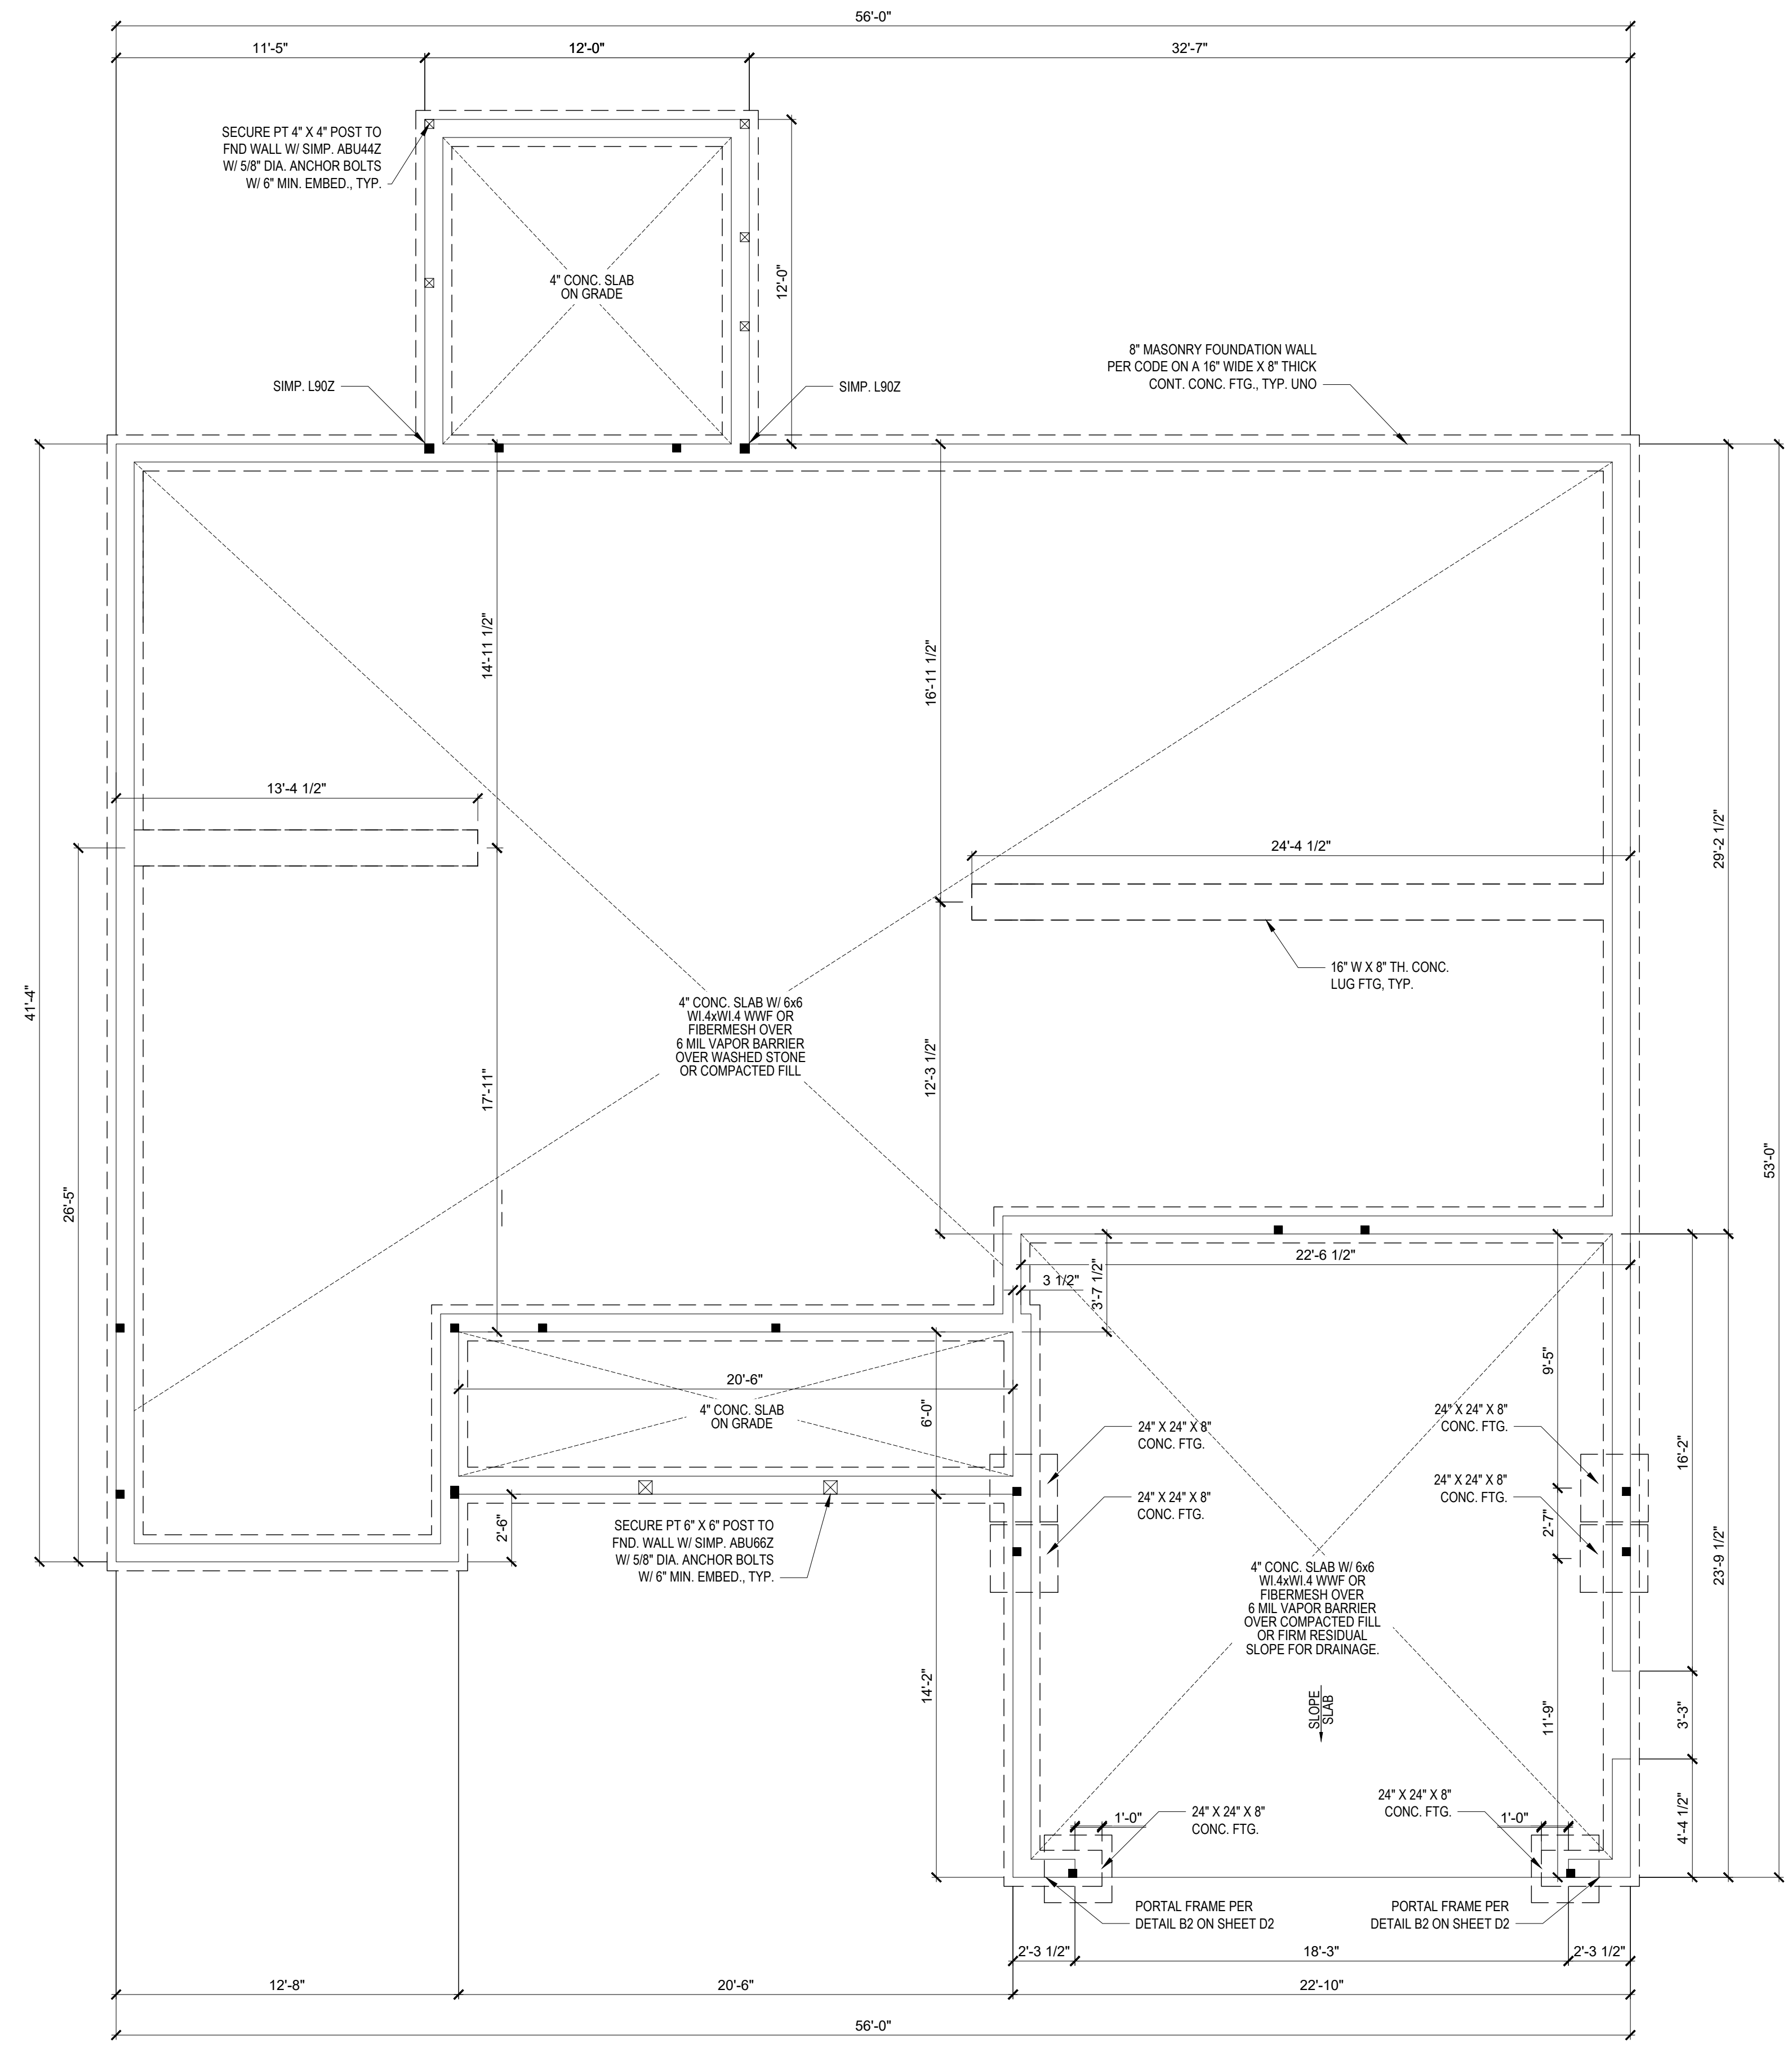 56'-0"
11'-5"
12'-0"
32'-7"
SECURE PT 4" X 4" POST TO
FND WALL W/ SIMP. ABU44Z
W/ 5/8" DIA. ANCHOR BOLTS
W/ 6" MIN. EMBED., TYP.
4" CONC. SLAB
ON GRADE
12'-0"
8" MASONRY FOUNDATION WALL
PER CODE ON A 16" WIDE X 8" THICK
CONT. CONC. FTG., TYP. UNO
SIMP. L90Z
SIMP. L90Z
14'-11 1/2"
16'-11 1/2"
13'-4 1/2"
24'-4 1/2"
29'-2 1/2"
16" W X 8" TH. CONC.
LUG FTG, TYP.
41'-4"
4" CONC. SLAB W/ 6x6
WI.4xWI.4 WWF OR
FIBERMESH OVER
6 MIL VAPOR BARRIER
OVER WASHED STONE
OR COMPACTED FILL
17'-11"
12'-3 1/2"
53'-0"
26'-5"
22'-6 1/2"
3 1/2"
3'-7 1/2"
9'-5"
20'-6"
4" CONC. SLAB
ON GRADE
6'-0"
24" X 24" X 8"
CONC. FTG.
24" X 24" X 8"
CONC. FTG.
16'-2"
24" X 24" X 8"
CONC. FTG.
24" X 24" X 8"
CONC. FTG.
2'-6"
2'-7"
SECURE PT 6" X 6" POST TO
FND. WALL W/ SIMP. ABU66Z
W/ 5/8" DIA. ANCHOR BOLTS
W/ 6" MIN. EMBED., TYP.
4" CONC. SLAB W/ 6x6
WI.4xWI.4 WWF OR
FIBERMESH OVER
6 MIL VAPOR BARRIER
OVER COMPACTED FILL
OR FIRM RESIDUAL
SLOPE FOR DRAINAGE.
23'-9 1/2"
14'-2"
SLOPE
SLAB
11'-9"
3'-3"
24" X 24" X 8"
CONC. FTG.
1'-0"
24" X 24" X 8"
CONC. FTG.
1'-0"
4'-4 1/2"
PORTAL FRAME PER
DETAIL B2 ON SHEET D2
PORTAL FRAME PER
DETAIL B2 ON SHEET D2
2'-3 1/2"
18'-3"
2'-3 1/2"
12'-8"
20'-6"
22'-10"
56'-0"